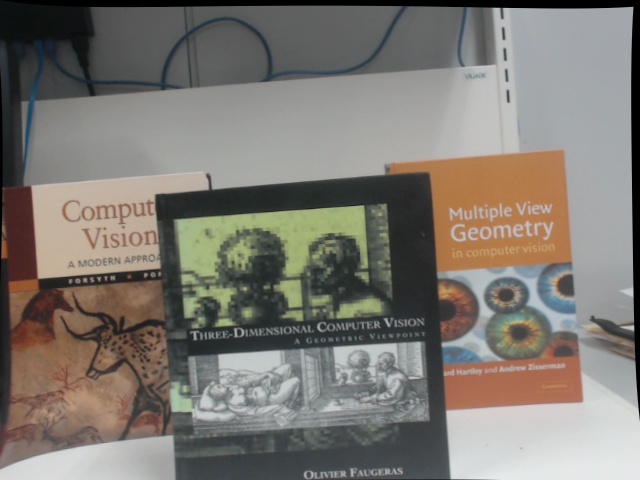 Comput
Vision
A MODERN APPROA
FORSYTH
THREE-DIMENSIONAL COMPUTER VISION
A GEOMETRIC VIEWPOINT
OLIVIER FAUGERAS
Multiple View
Geometry
in computer vision
ard Hartley and Andrew Zisserman